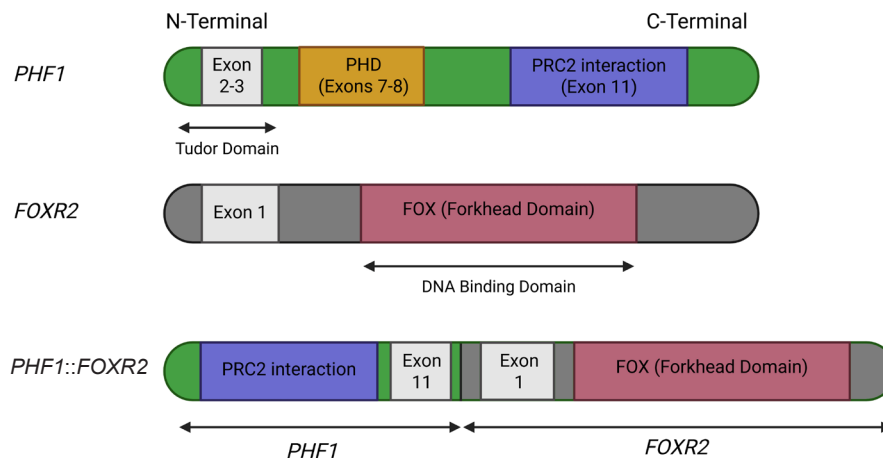 N-Terminal C-Terminal
PHF1
Exon
2-3
PHD
(Exons 7-8)
PRC2 interaction
(Exon 11)
Tudor Domain
FOXR2
Exon 1
FOX (Forkhead Domain)
DNA Binding Domain
PHF1::FOXR2
PRC2 interaction
Exon
11
Exon
1
FOX (Forkhead Domain)
PHF1
FOXR2